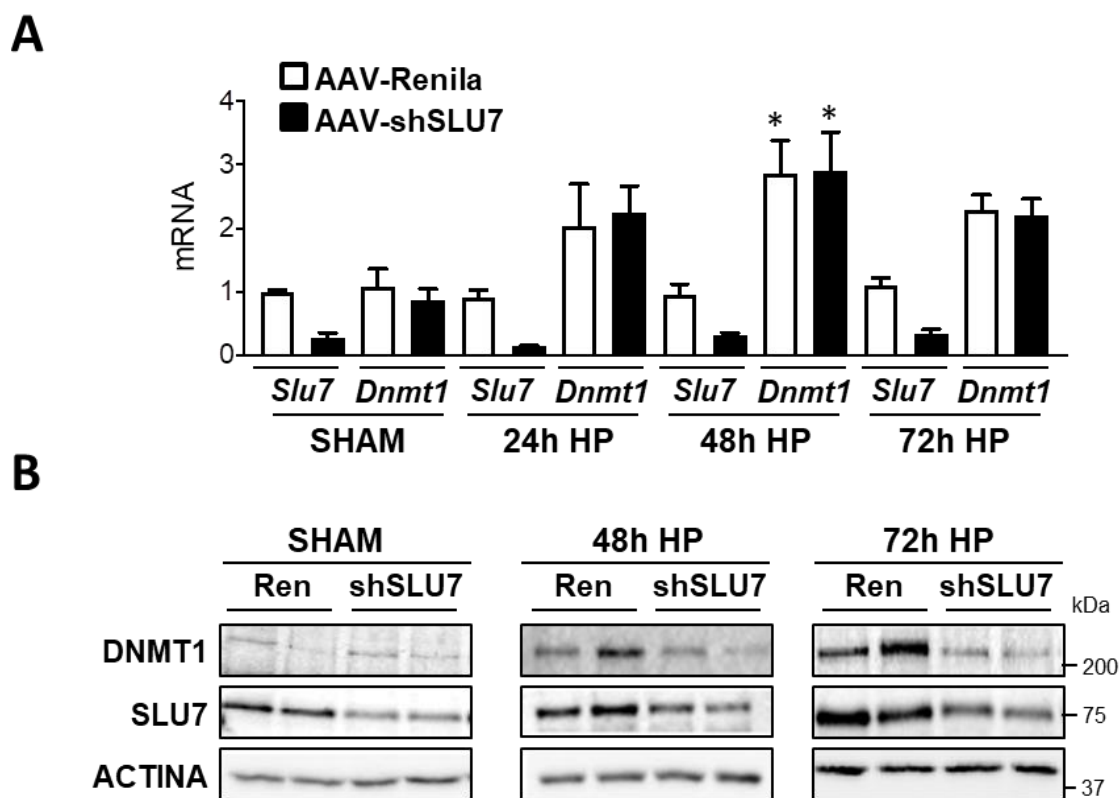 A
AAV-Renila
AAV-shSLU7
mRNA
4
3
2
1
0
* *
Slu7 Dnmt1 Slu7 Dnmt1 Slu7 Dnmt1 Slu7 Dnmt1
SHAM 24h HP 48h HP 72h HP
B
SHAM 48h HP 72h HP
Ren shSLU7 Ren shSLU7 Ren shSLU7
kDa
DNMT1
200
SLU7
75
ACTINA
37